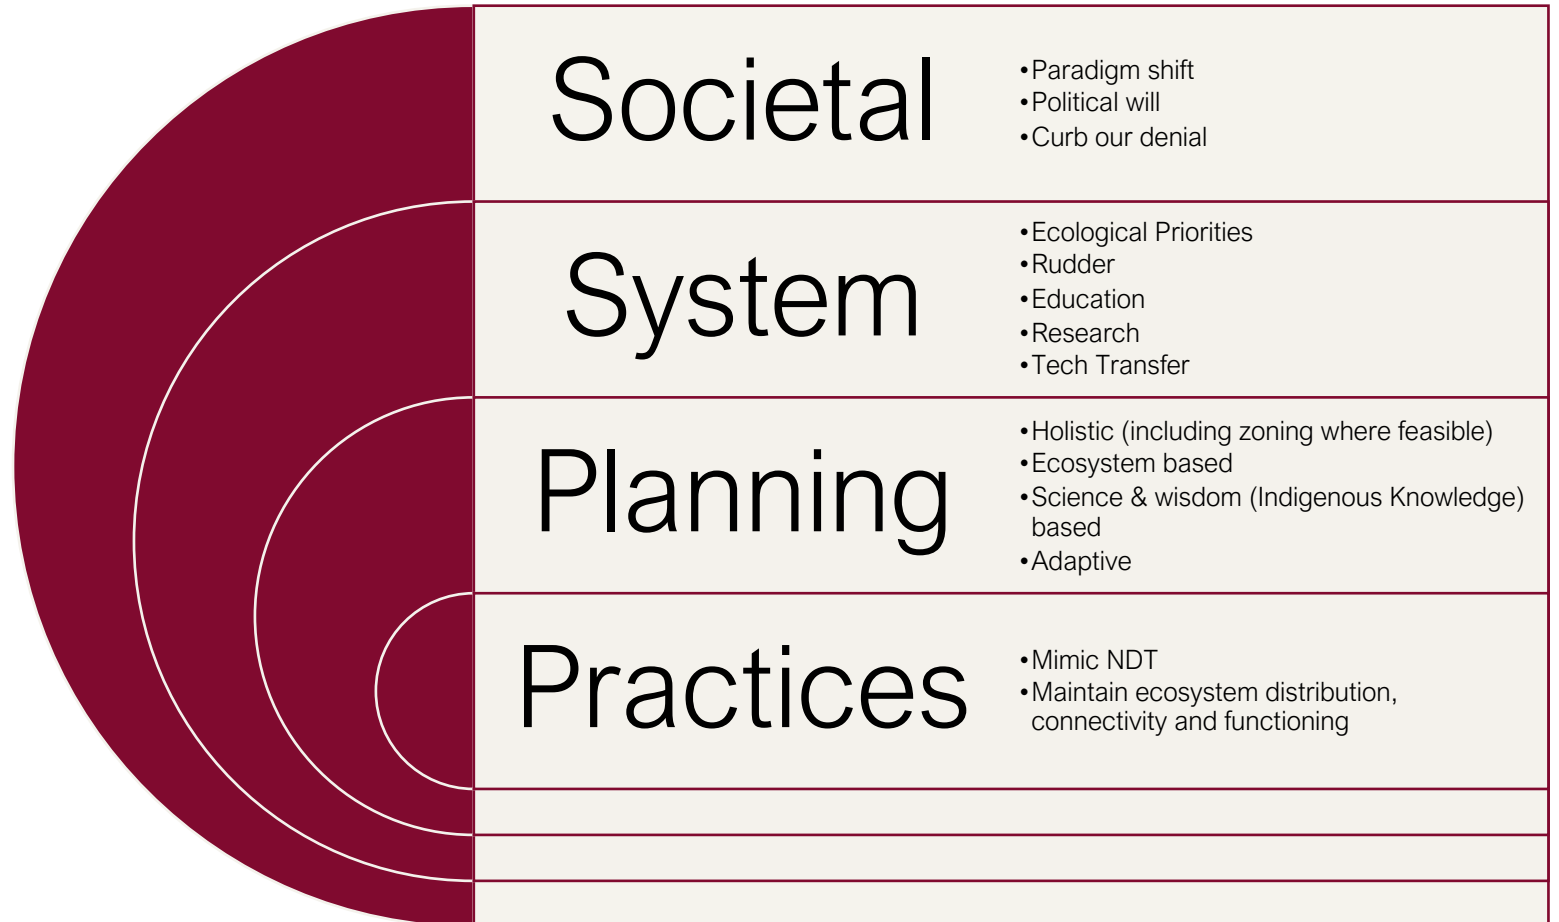 Societal
•Paradigm shift
•Political will
•Curb our denial
System
•Ecological Priorities
•Rudder
•Education
•Research
•Tech Transfer
Planning
•Holistic (including zoning where feasible)
•Ecosystem based
•Science & wisdom (Indigenous Knowledge)
based
•Adaptive
Practices
•Mimic NDT
•Maintain ecosystem distribution,
connectivity and functioning